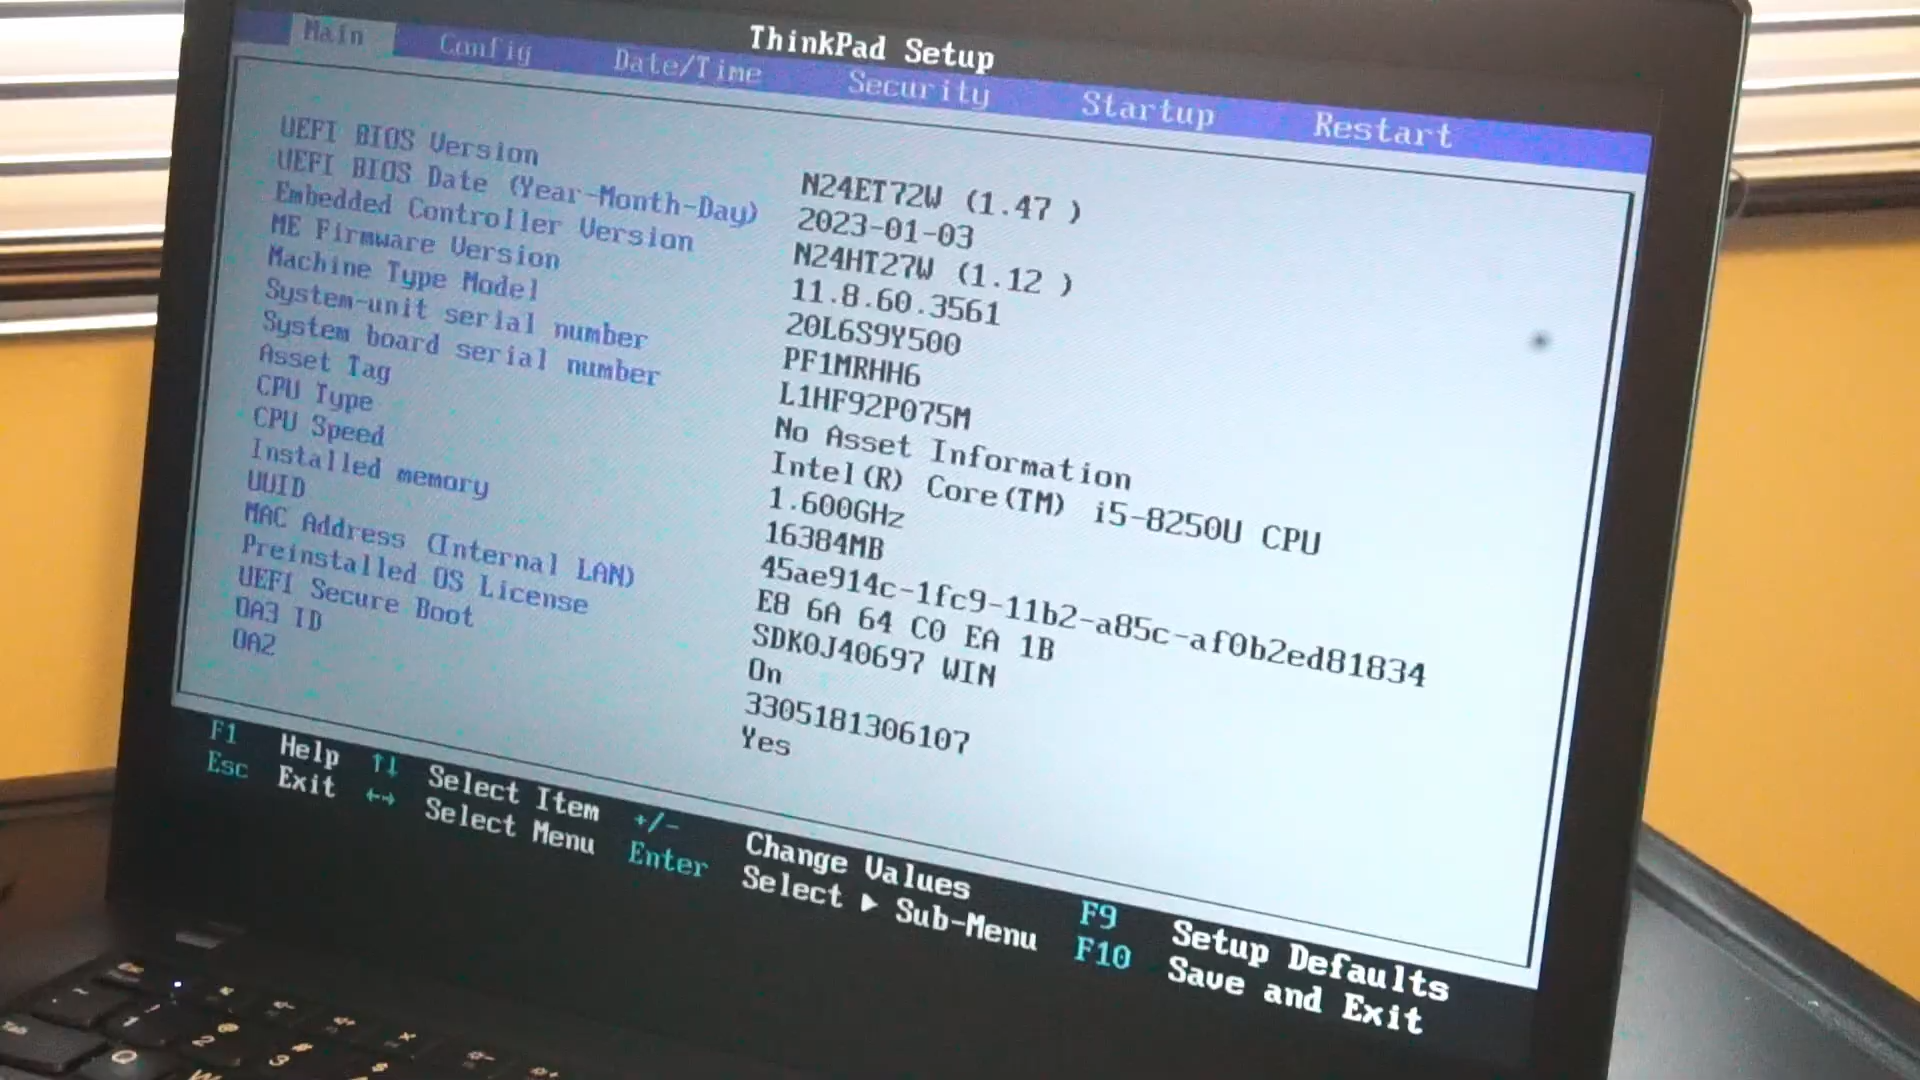 ThinkPad Setup
Main Config Date/Time Security Startup Restart
UEFI BIOS Version N24ET72W (1.47 )
UEFI BIOS Date (Year-Month-Day) 2023-01-03
Embedded Controller Version N24HT27W (1.12 )
ME Firmware Version 11.8.60.3561
Machine Type Model 20L6S9Y500
System-unit serial number PF1MRHH6
System board serial number L1HF92P075M
Asset Tag No Asset Information
CPU Type Intel(R) Core(TM) i5-8250U CPU
CPU Speed 1.600GHz
Installed memory 16384MB
UUID 45ae914c-1fc9-11b2-a85c-af0b2ed81834
MAC Address (Internal LAN) E8 6A 64 C0 EA 1B
Preinstalled OS License SDK0J40697 WIN
UEFI Secure Boot On
OA3 ID 3305181306107
OA2 Yes
F1 Help ↑↓ Select Item +/- Change Values F9 Setup Defaults
Esc Exit ←→ Select Menu Enter Select ▶ Sub-Menu F10 Save and Exit
Esc
~ ! 1 @ 2 # 3 $
Tab Q W